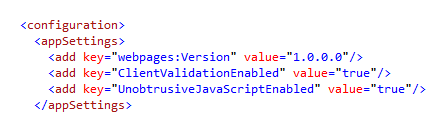 <configuration>
<appSettings>
<add key="webpages:Version" value="1.0.0.0"/>
<add key="ClientValidationEnabled" value="true"/>
<add key="UnobtrusiveJavaScriptEnabled" value="true"/>
</appSettings>